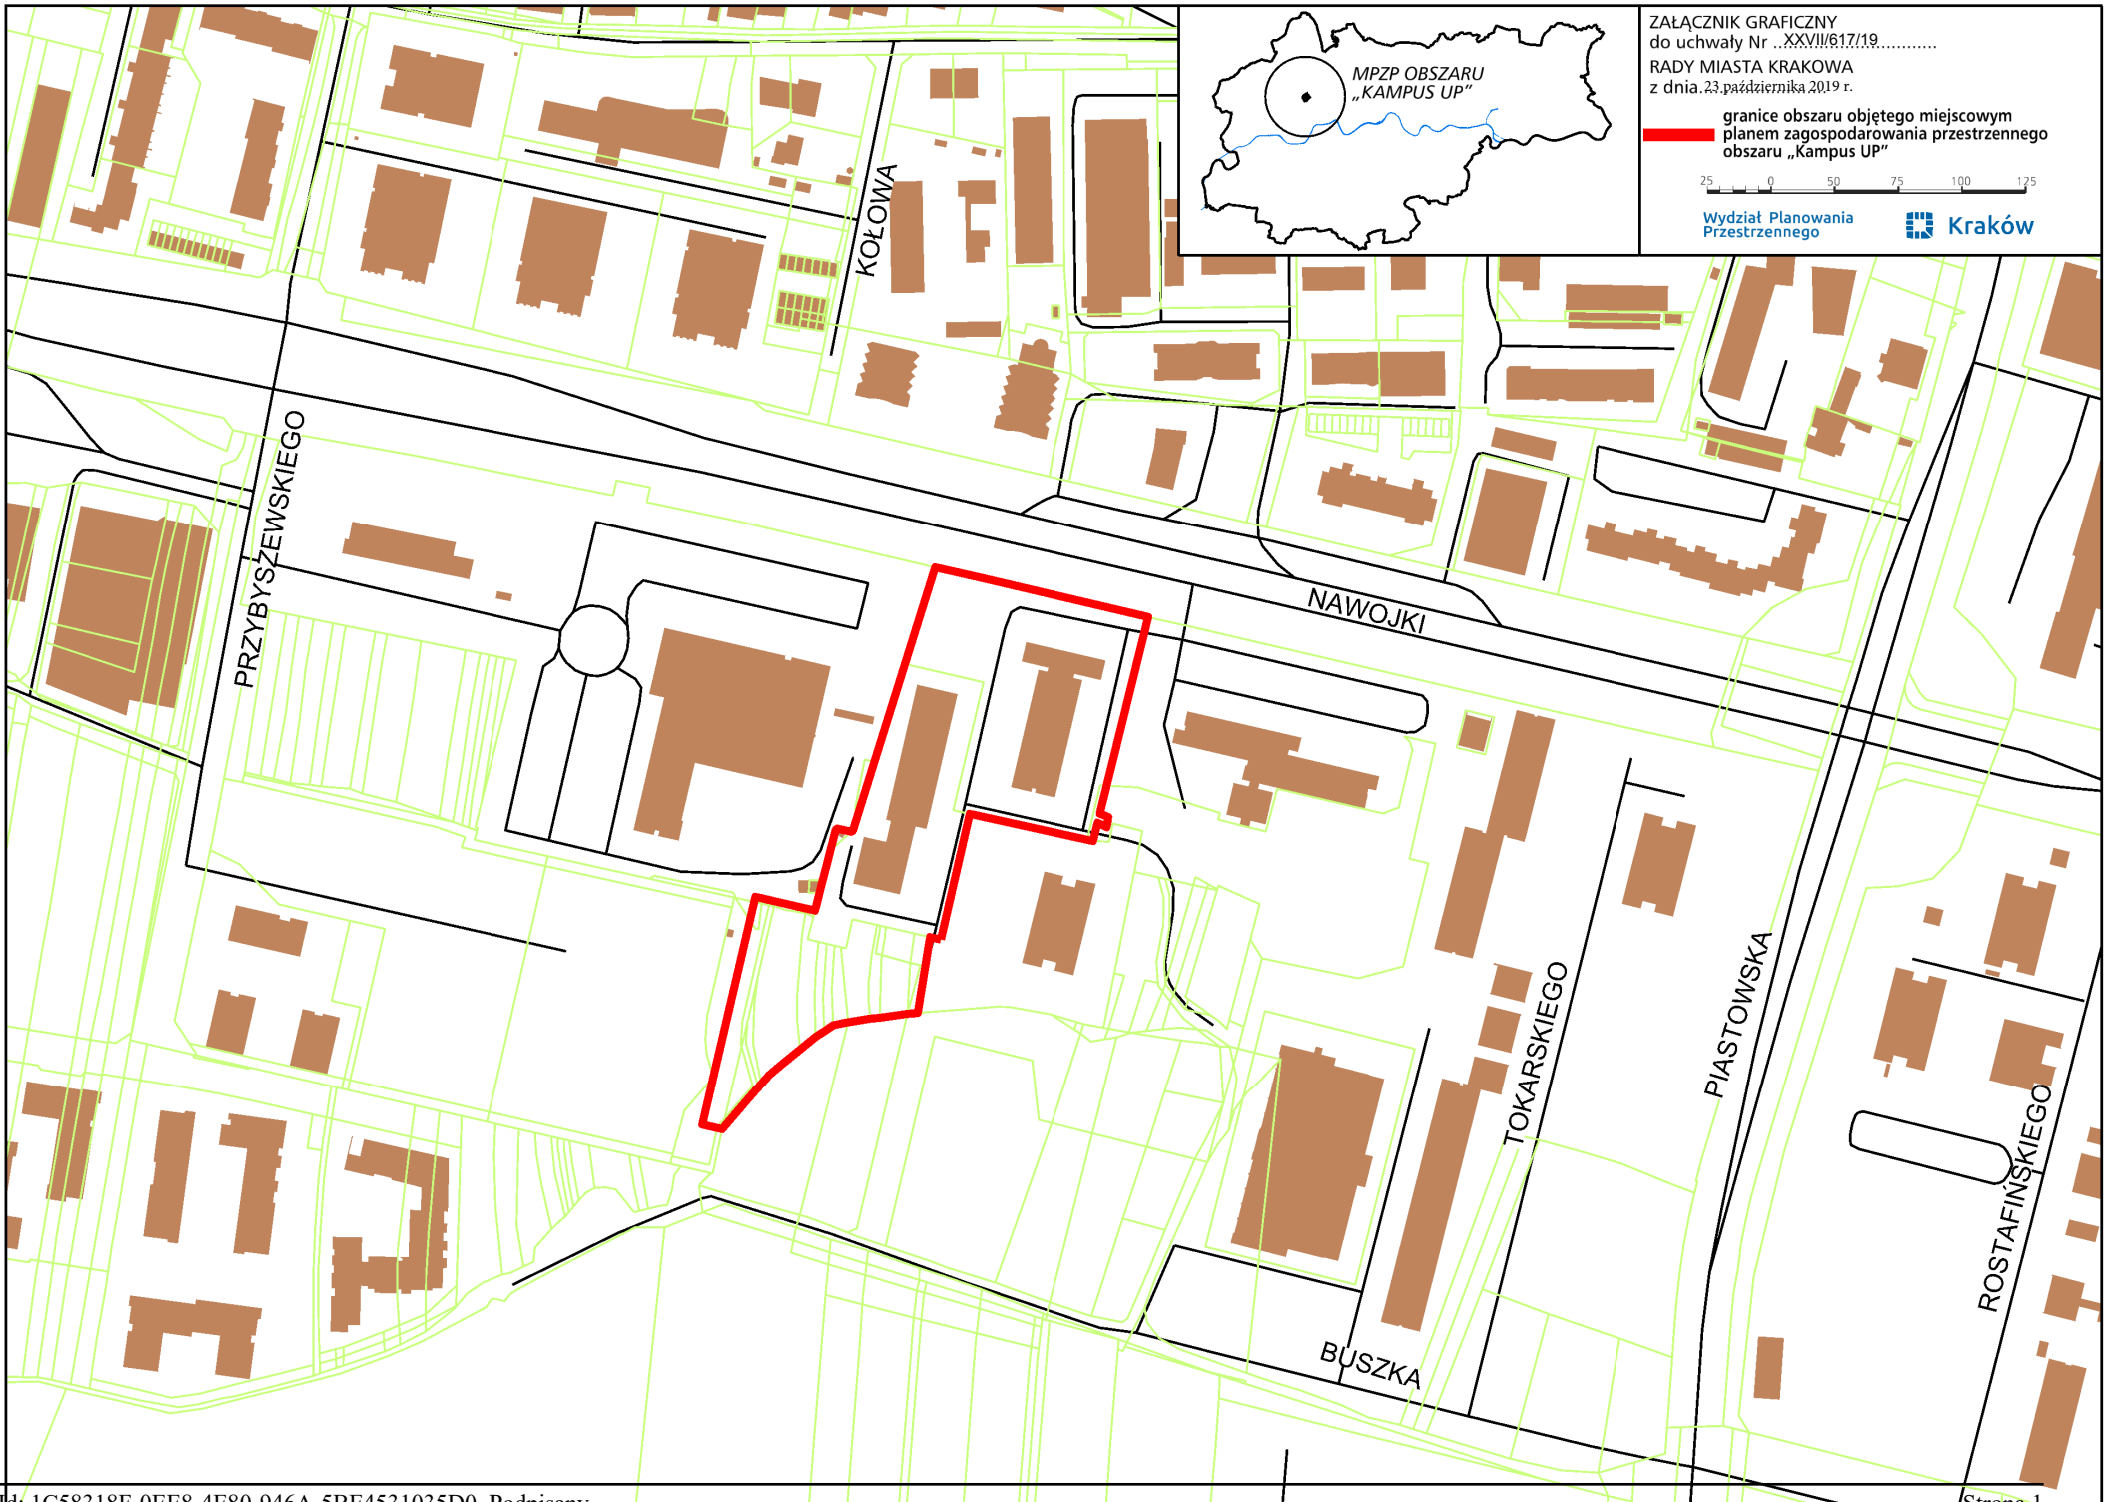 MPZP OBSZARU
„KAMPUS UP”
ZAŁĄCZNIK GRAFICZNY
do uchwały Nr ..XXVII/617/19............
RADY MIASTA KRAKOWA
z dnia.23 października 2019 r.
granice obszaru objętego miejscowym
planem zagospodarowania przestrzennego
obszaru „Kampus UP”
25 0 50 75 100 125
Wydział Planowania
Przestrzennego
Kraków
KOŁOWA
PRZYBYSZEWSKIEGO
NAWOJKI
TOKARSKIEGO
PIASTOWSKA
ROSTAFIŃSKIEGO
BUSZKA
Strona 1